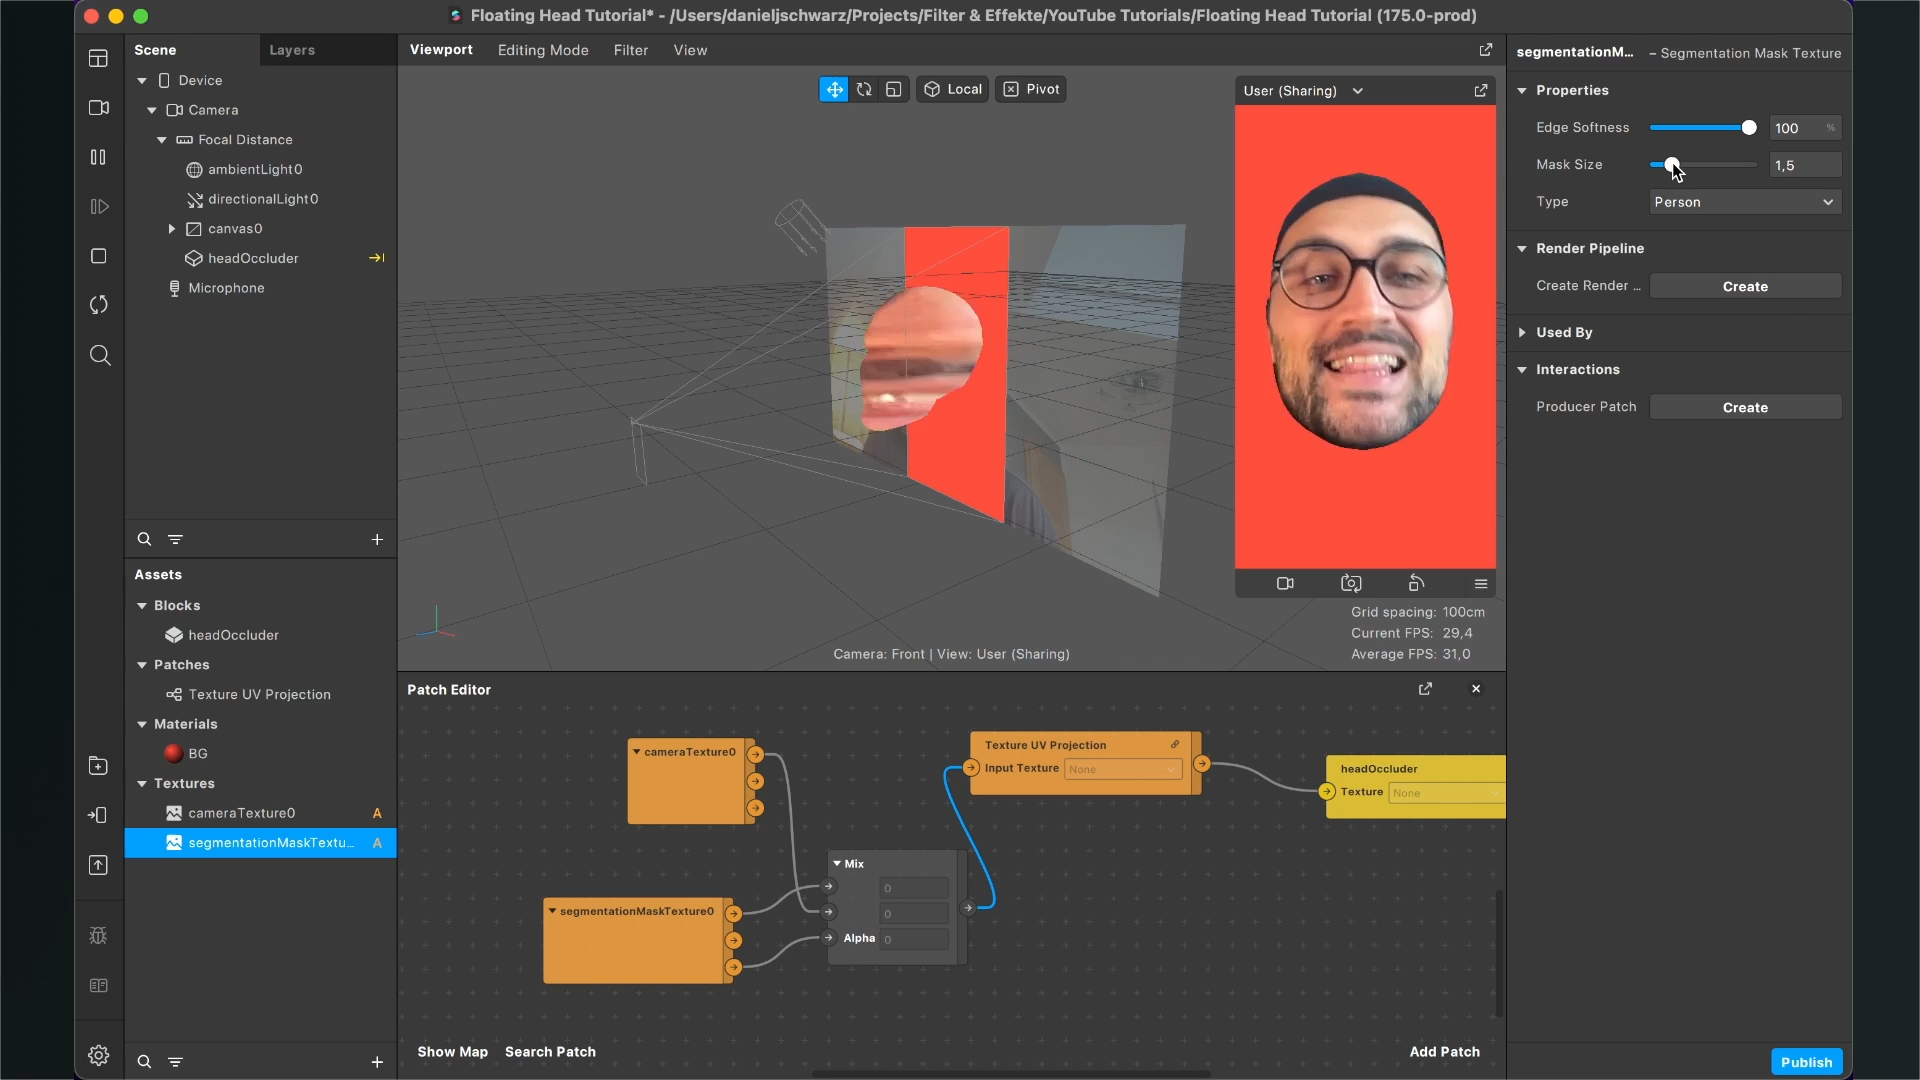 Floating Head Tutorial* - /Users/danieljschwarz/Projects/Filter & Effekte/YouTube Tutorials/Floating Head Tutorial (175.0-prod)
Scene
Layers
Device
Camera
Focal Distance
ambientLight0
directionalLight0
canvas0
headOccluder
Microphone
Assets
Blocks
headOccluder
Patches
Texture UV Projection
Materials
BG
Textures
cameraTexture0 A
segmentationMaskTextu... A
Viewport Editing Mode Filter View
Local Pivot
User (Sharing)
Grid spacing: 100cm
Current FPS: 29,4
Average FPS: 31,0
Camera: Front | View: User (Sharing)
Patch Editor
cameraTexture0
segmentationMaskTexture0
Mix
0
0
Alpha 0
Texture UV Projection
Input Texture None
headOccluder
Texture None
Show Map Search Patch
Add Patch
segmentationM... – Segmentation Mask Texture
Properties
Edge Softness 100 %
Mask Size 1,5
Type Person
Render Pipeline
Create Render ... Create
Used By
Interactions
Producer Patch Create
Publish